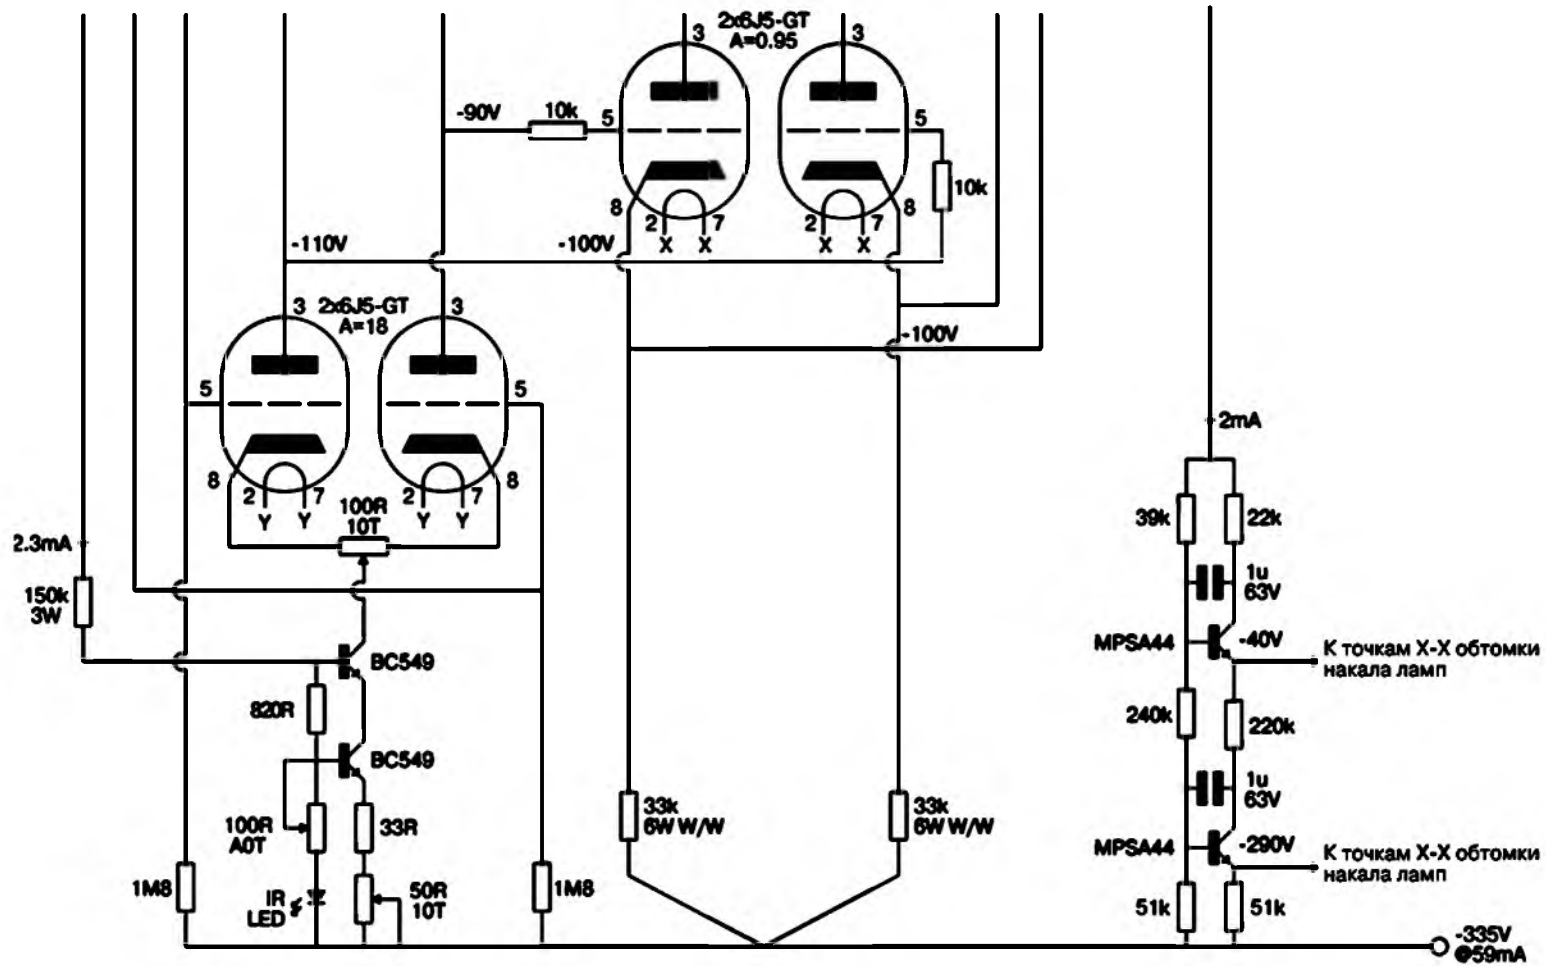 2x6J5-GT
A=0.95
3
3
-90V
10k
5
5
10k
8
2
7
X
X
2
7
8
X
X
-110V
-100V
3
2x6J5-GT
A=18
3
-100V
5
5
2mA
8
2
7
Y
Y
100R
10T
2
7
8
Y
Y
39k
22k
2.3mA
150k
3W
1u
63V
MPSA44
-40V
К точкам X-X обтомки
накала ламп
BC549
820R
240k
220k
BC549
1u
63V
100R
A0T
33R
33k
6W W/W
33k
6W W/W
MPSA44
-290V
К точкам X-X обтомки
накала ламп
1M8
IR
LED
50R
10T
1M8
51k
51k
-335V
@59mA